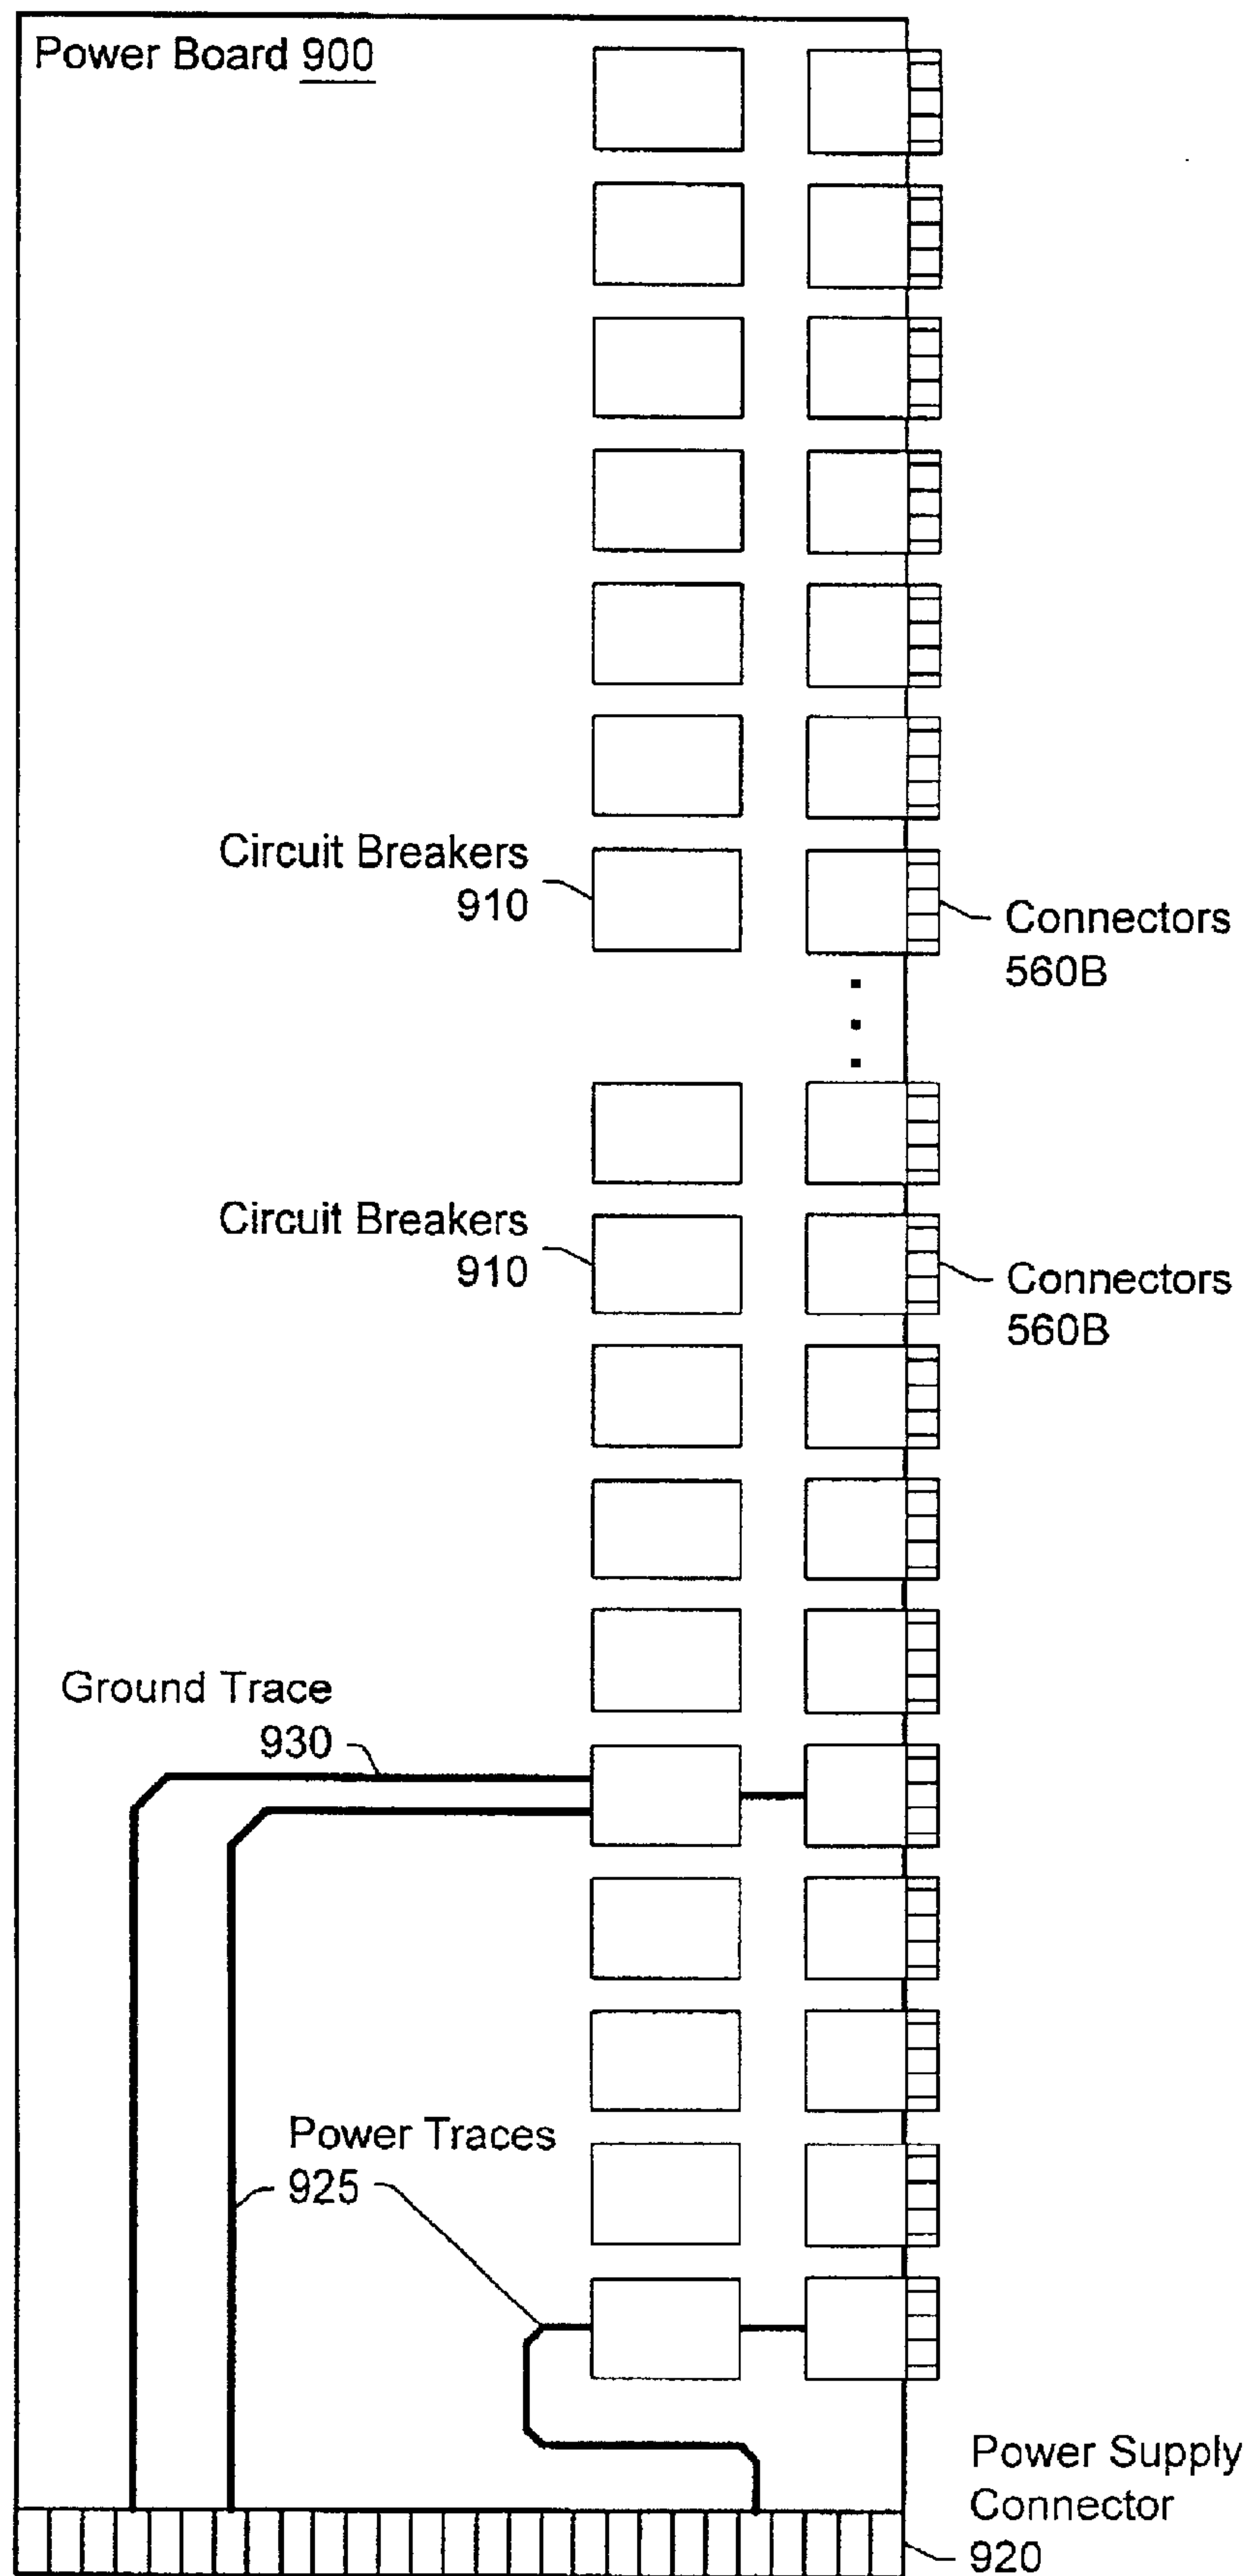 Power Board 900
Circuit Breakers
910
Connectors
560B
Circuit Breakers
910
Connectors
560B
Ground Trace
930
Power Traces
925
Power Supply
Connector
920